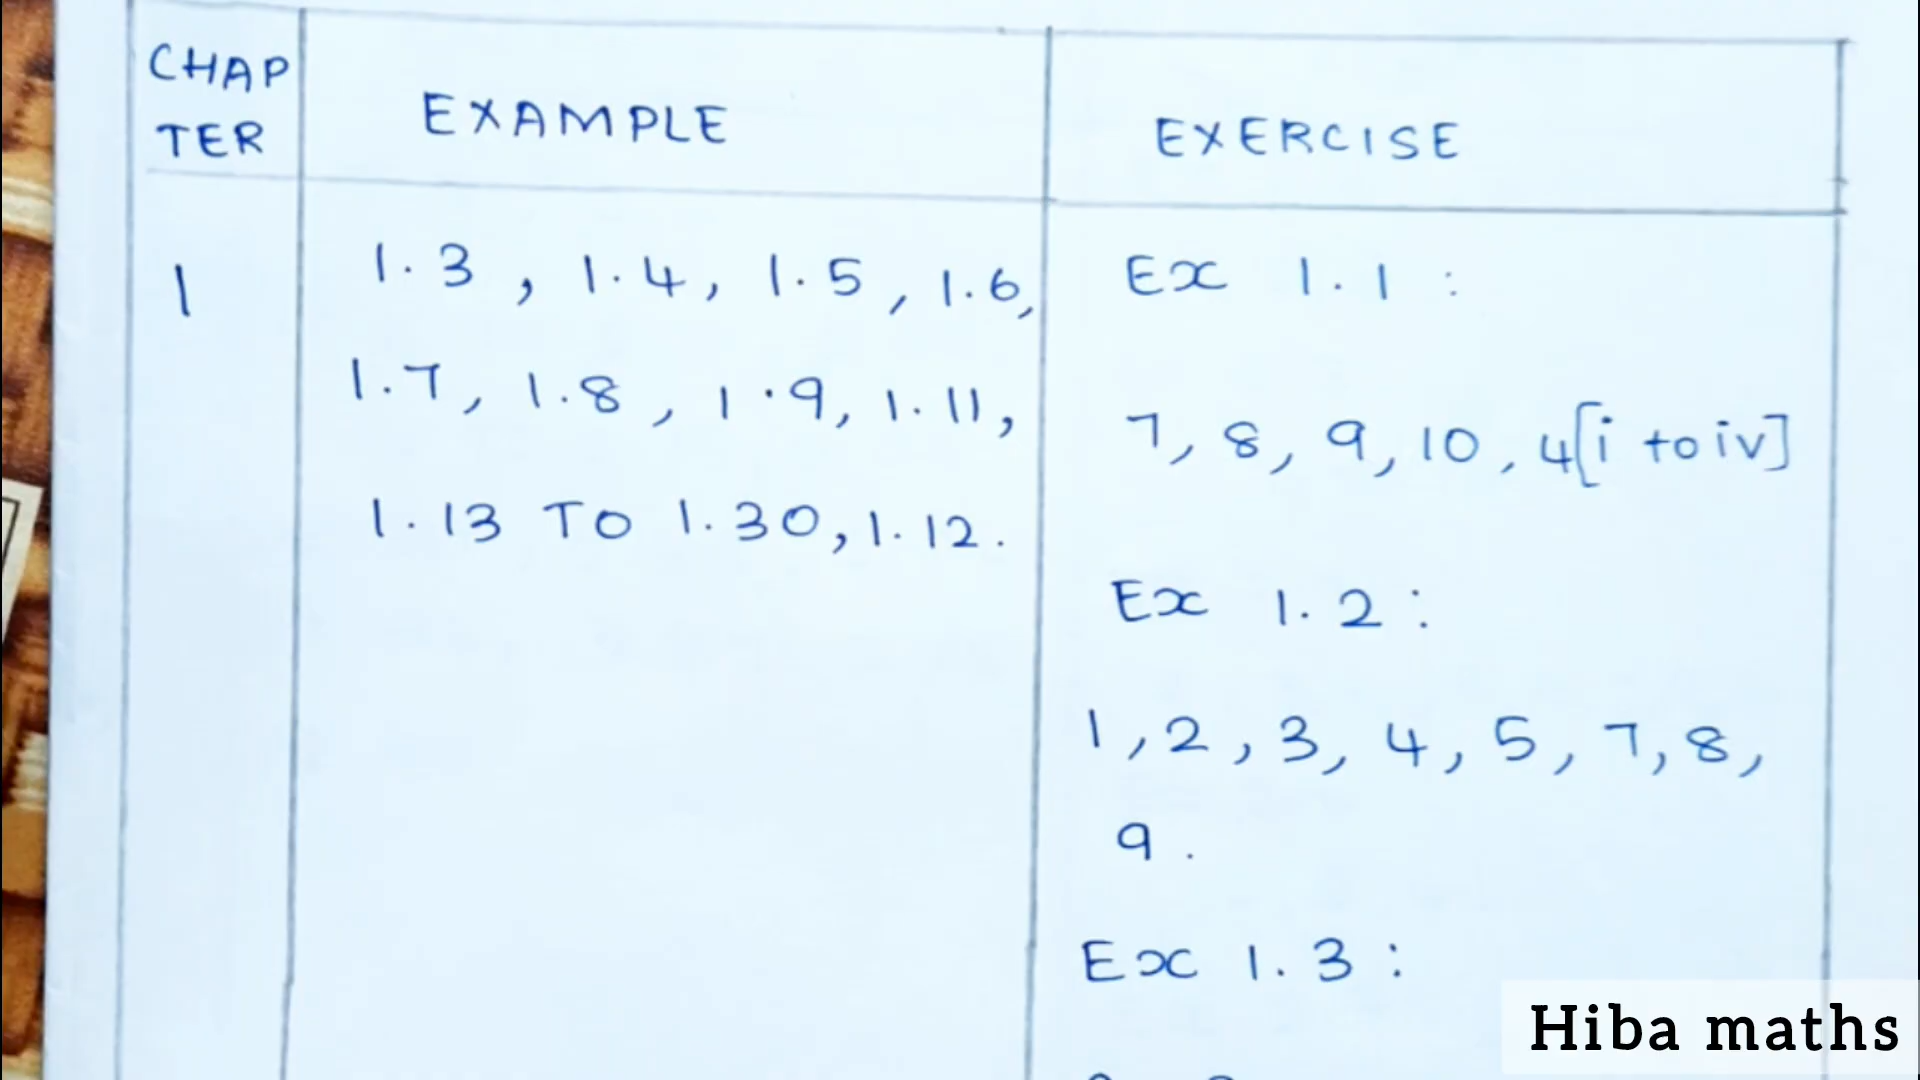 CHAP
TER
EXAMPLE
EXERCISE
1
1.3, 1.4, 1.5, 1.6,
1.7, 1.8, 1.9, 1.11,
1.13 TO 1.30, 1.12.
Ex 1.1 :
7, 8, 9, 10, 4[i to iv]
Ex 1.2 :
1, 2, 3, 4, 5, 7, 8,
9.
Ex 1.3 :
Hiba maths